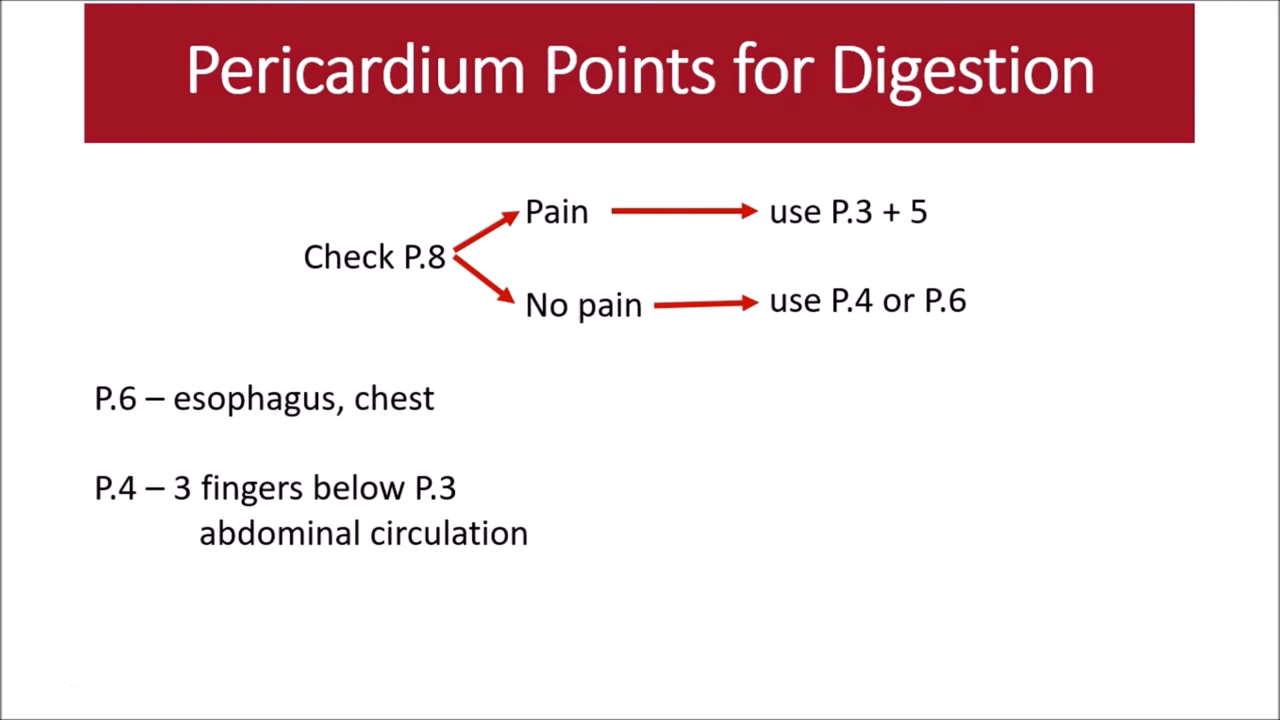 Pericardium Points for Digestion
Pain use P.3 + 5
Check P.8
No pain use P.4 or P.6
P.6 – esophagus, chest
P.4 – 3 fingers below P.3
abdominal circulation